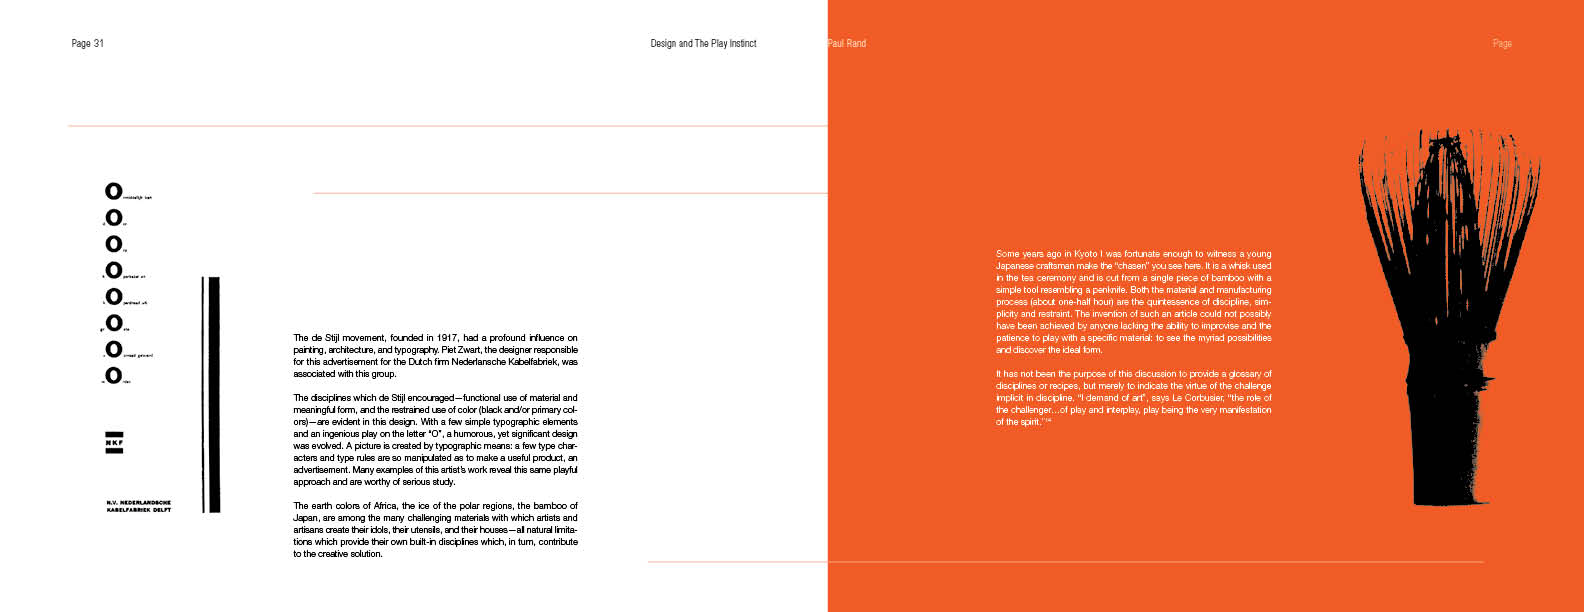 Page 31
Design and The Play Instinct
Paul Rand
Page
O
O
O
O
O
O
O
O
NKF
N.V. NEDERLANDSCHE
KABELFABRIEK DELFT
The de Stijl movement, founded in 1917, had a profound influence on
painting, architecture, and typography. Piet Zwart, the designer responsible
for this advertisement for the Dutch firm Nederlansche Kabelfabriek, was
associated with this group.
The disciplines which de Stijl encouraged—functional use of material and
meaningful form, and the restrained use of color (black and/or primary col-
ors)—are evident in this design. With a few simple typographic elements
and an ingenious play on the letter “O”, a humorous, yet significant design
was evolved. A picture is created by typographic means: a few type char-
acters and type rules are so manipulated as to make a useful product, an
advertisement. Many examples of this artist’s work reveal this same playful
approach and are worthy of serious study.
The earth colors of Africa, the ice of the polar regions, the bamboo of
Japan, are among the many challenging materials with which artists and
artisans create their idols, their utensils, and their houses—all natural limita-
tions which provide their own built-in disciplines which, in turn, contribute
to the creative solution.
Some years ago in Kyoto I was fortunate enough to witness a young
Japanese craftsman make the “chasen” you see here. It is a whisk used
in the tea ceremony and is cut from a single piece of bamboo with a
simple tool resembling a penknife. Both the material and manufacturing
process (about one-half hour) are the quintessence of discipline, sim-
plicity and restraint. The invention of such an article could not possibly
have been achieved by anyone lacking the ability to improvise and the
patience to play with a specific material: to see the myriad possibilities
and discover the ideal form.
It has not been the purpose of this discussion to provide a glossary of
disciplines or recipes, but merely to indicate the virtue of the challenge
implicit in discipline. “I demand of art”, says Le Corbusier, “the role of
the challenger...of play and interplay, play being the very manifestation
of the spirit.”